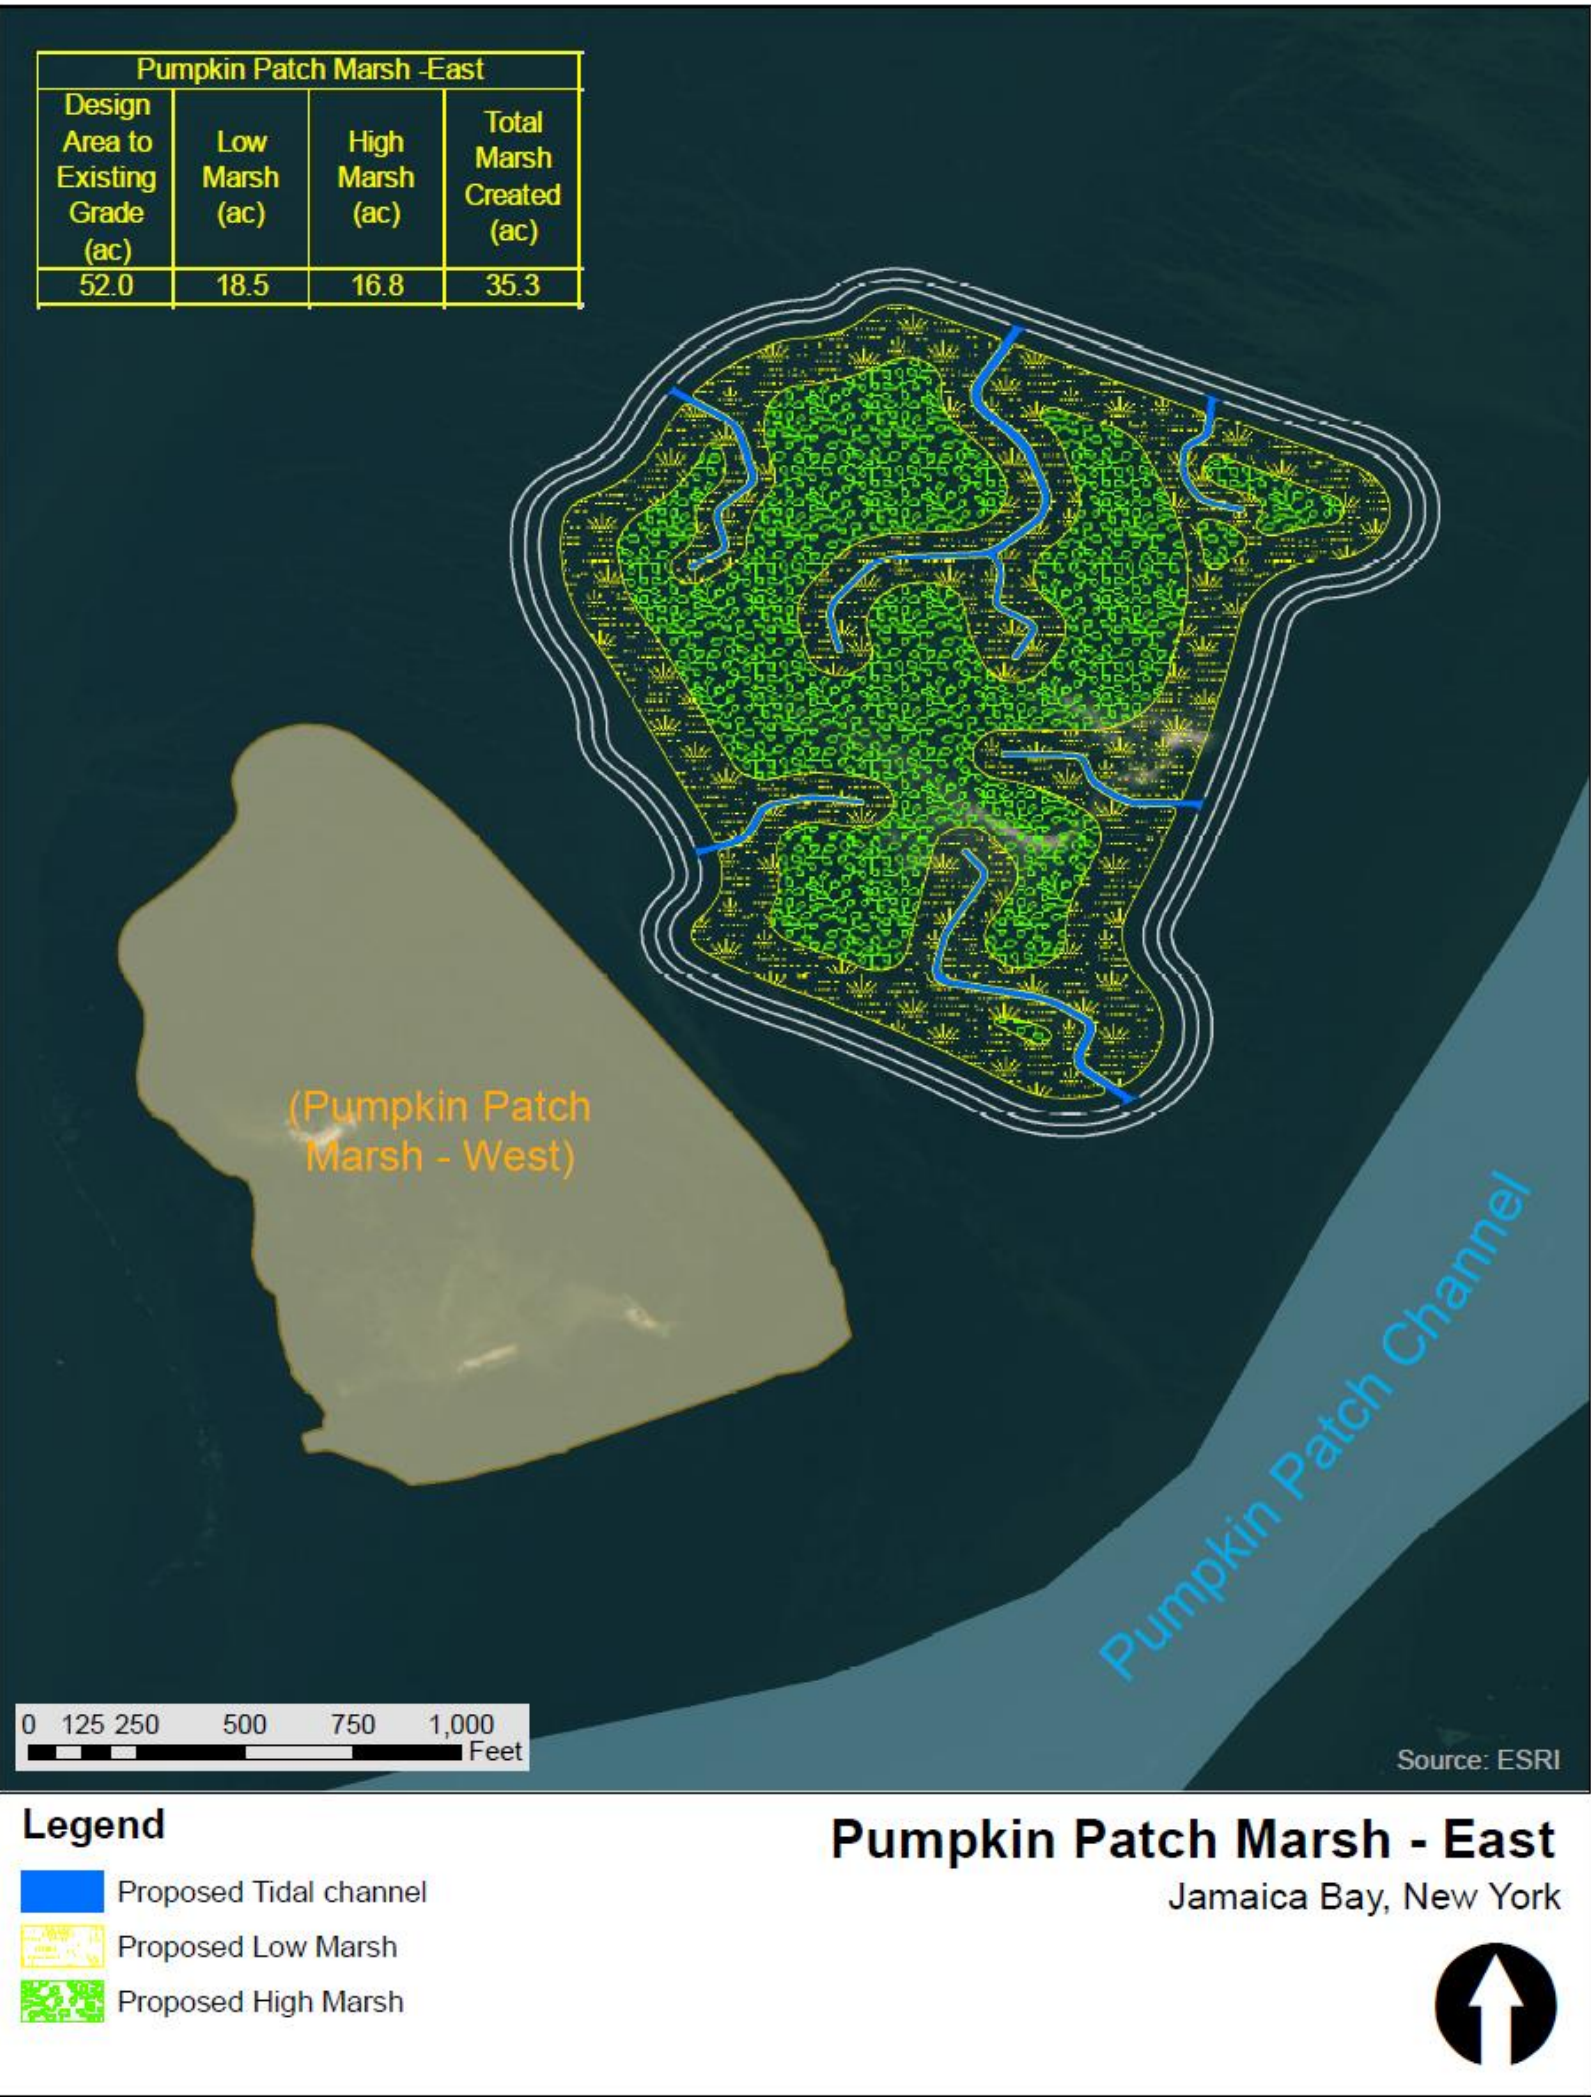 Pumpkin Patch Marsh -East
Design
Area to
Existing
Grade
(ac)
Low
Marsh
(ac)
High
Marsh
(ac)
Total
Marsh
Created
(ac)
52.0 18.5 16.8 35.3
(Pumpkin Patch
Marsh - West)
Pumpkin Patch Channel
0 125 250 500 750 1,000
Feet
Source: ESRI
Legend
Proposed Tidal channel
Proposed Low Marsh
Proposed High Marsh
Pumpkin Patch Marsh - East
Jamaica Bay, New York